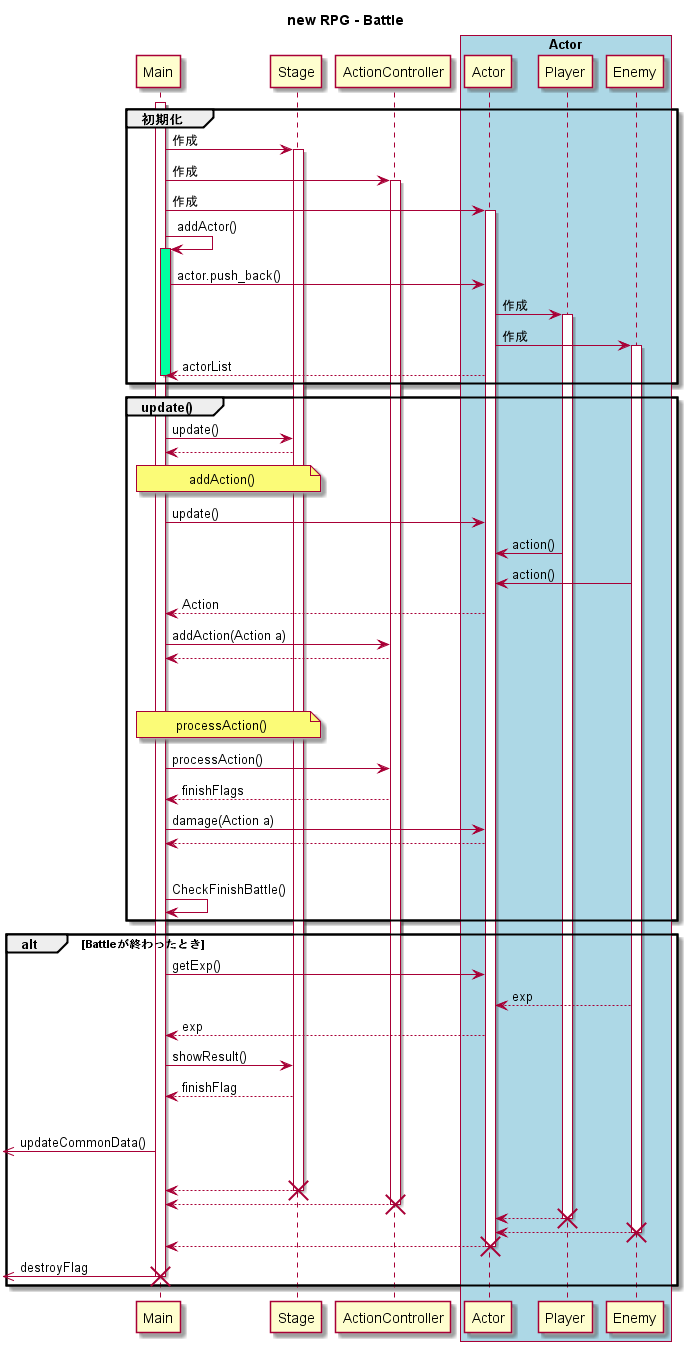 new RPG - Battle
Actor
Main Stage ActionController Actor Player Enemy
初期化
作成
作成
作成
addActor()
actor.push_back()
作成
作成
actorList
update()
update()
addAction()
update()
action()
action()
Action
addAction(Action a)
processAction()
processAction()
finishFlags
damage(Action a)
CheckFinishBattle()
alt [Battleが終わったとき]
getExp()
exp
exp
showResult()
finishFlag
updateCommonData()
destroyFlag
Main Stage ActionController Actor Player Enemy